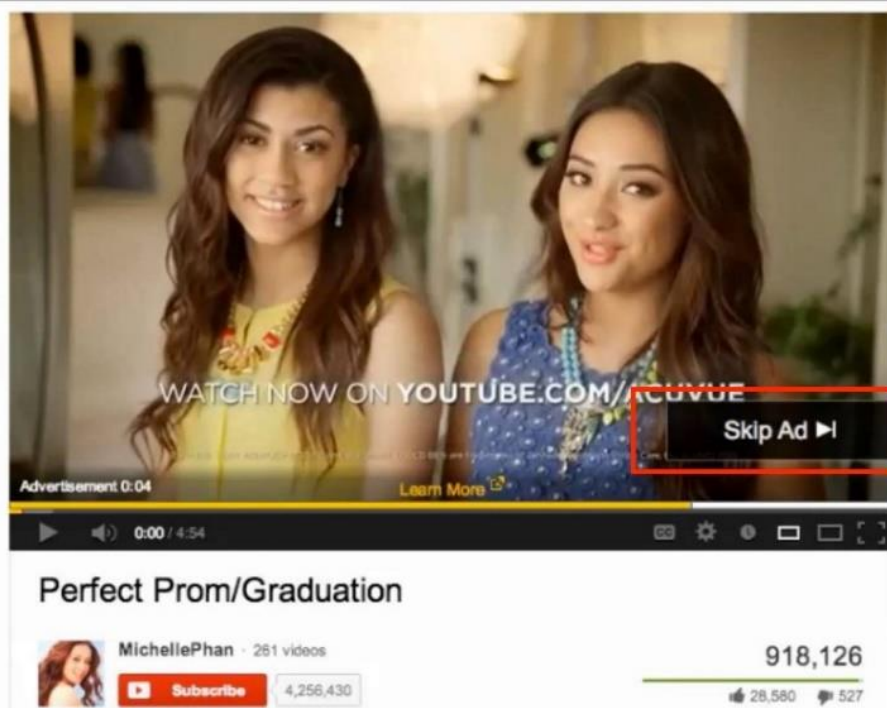 WATCH NOW ON YOUTUBE.COM/ACUVUE
Skip Ad
Advertisement 0:04
Learn More
0:00 / 4:54
CC
Perfect Prom/Graduation
MichellePhan · 261 videos
918,126
Subscribe 4,256,430
28,580 527